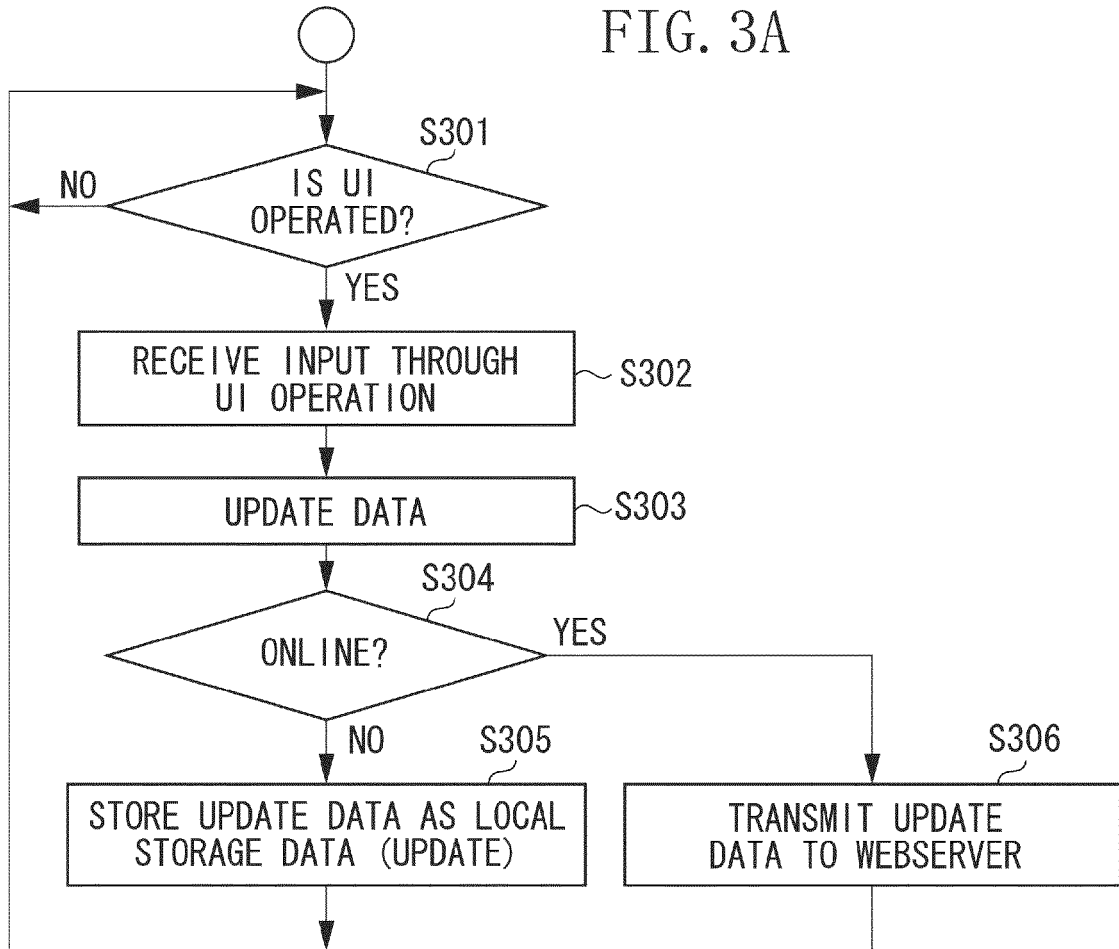 FIG. 3A
S301
IS UI
OPERATED?
NO
YES
RECEIVE INPUT THROUGH
UI OPERATION
S302
UPDATE DATA
S303
S304
ONLINE?
YES
NO
S305
STORE UPDATE DATA AS LOCAL
STORAGE DATA (UPDATE)
S306
TRANSMIT UPDATE
DATA TO WEBSERVER